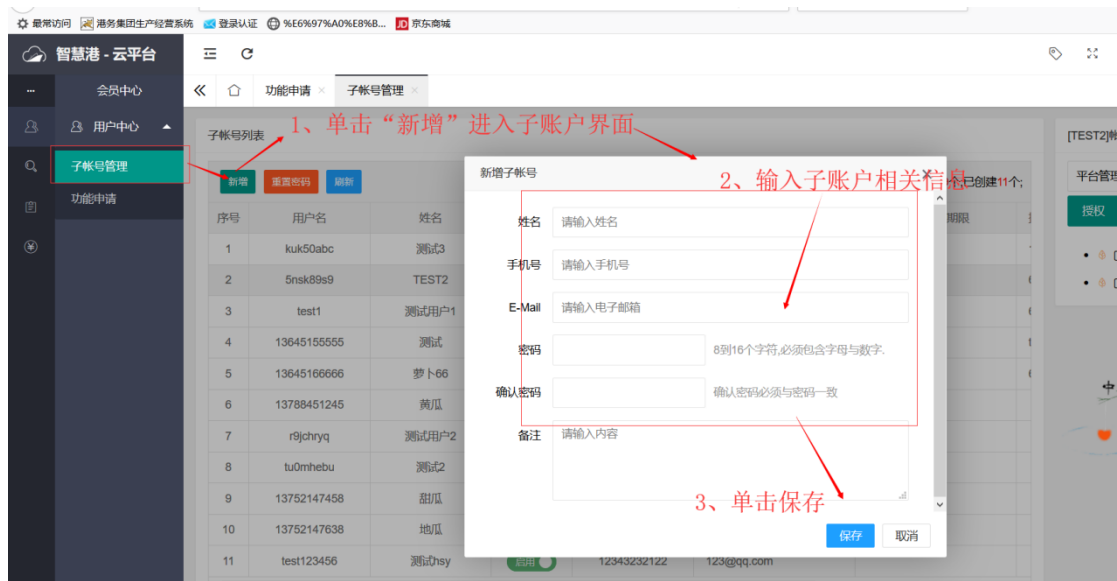 最常访问 港务集团生产经营系统 登录认证 %E6%97%A0%E8%B... JD 京东商城
智慧港 - 云平台
会员中心 功能申请 × 子帐号管理 ×
用户中心
子帐号管理
功能申请
子帐号列表
1、单击“新增”进入子账户界面
[TEST2]帐
新增 重置密码 刷新
新增子帐号 ×
2、输入子账户相关信息
个;已创建11个;
平台管理
授权
序号 用户名 姓名 期限
1 kuk50abc 测试3
2 5nsk89s9 TEST2
3 test1 测试用户1
4 13645155555 测试
5 13645166666 萝卜66
6 13788451245 黄瓜
7 r9jchryq 测试用户2
8 tu0mhebu 测试2
9 13752147458 甜瓜
10 13752147638 地瓜
11 test123456 测试hsy 启用 12343232122 123@qq.com
姓名 请输入姓名
手机号 请输入手机号
E-Mail 请输入电子邮箱
密码 8到16个字符,必须包含字母与数字.
确认密码 确认密码必须与密码一致
备注 请输入内容
3、单击保存
保存 取消
中